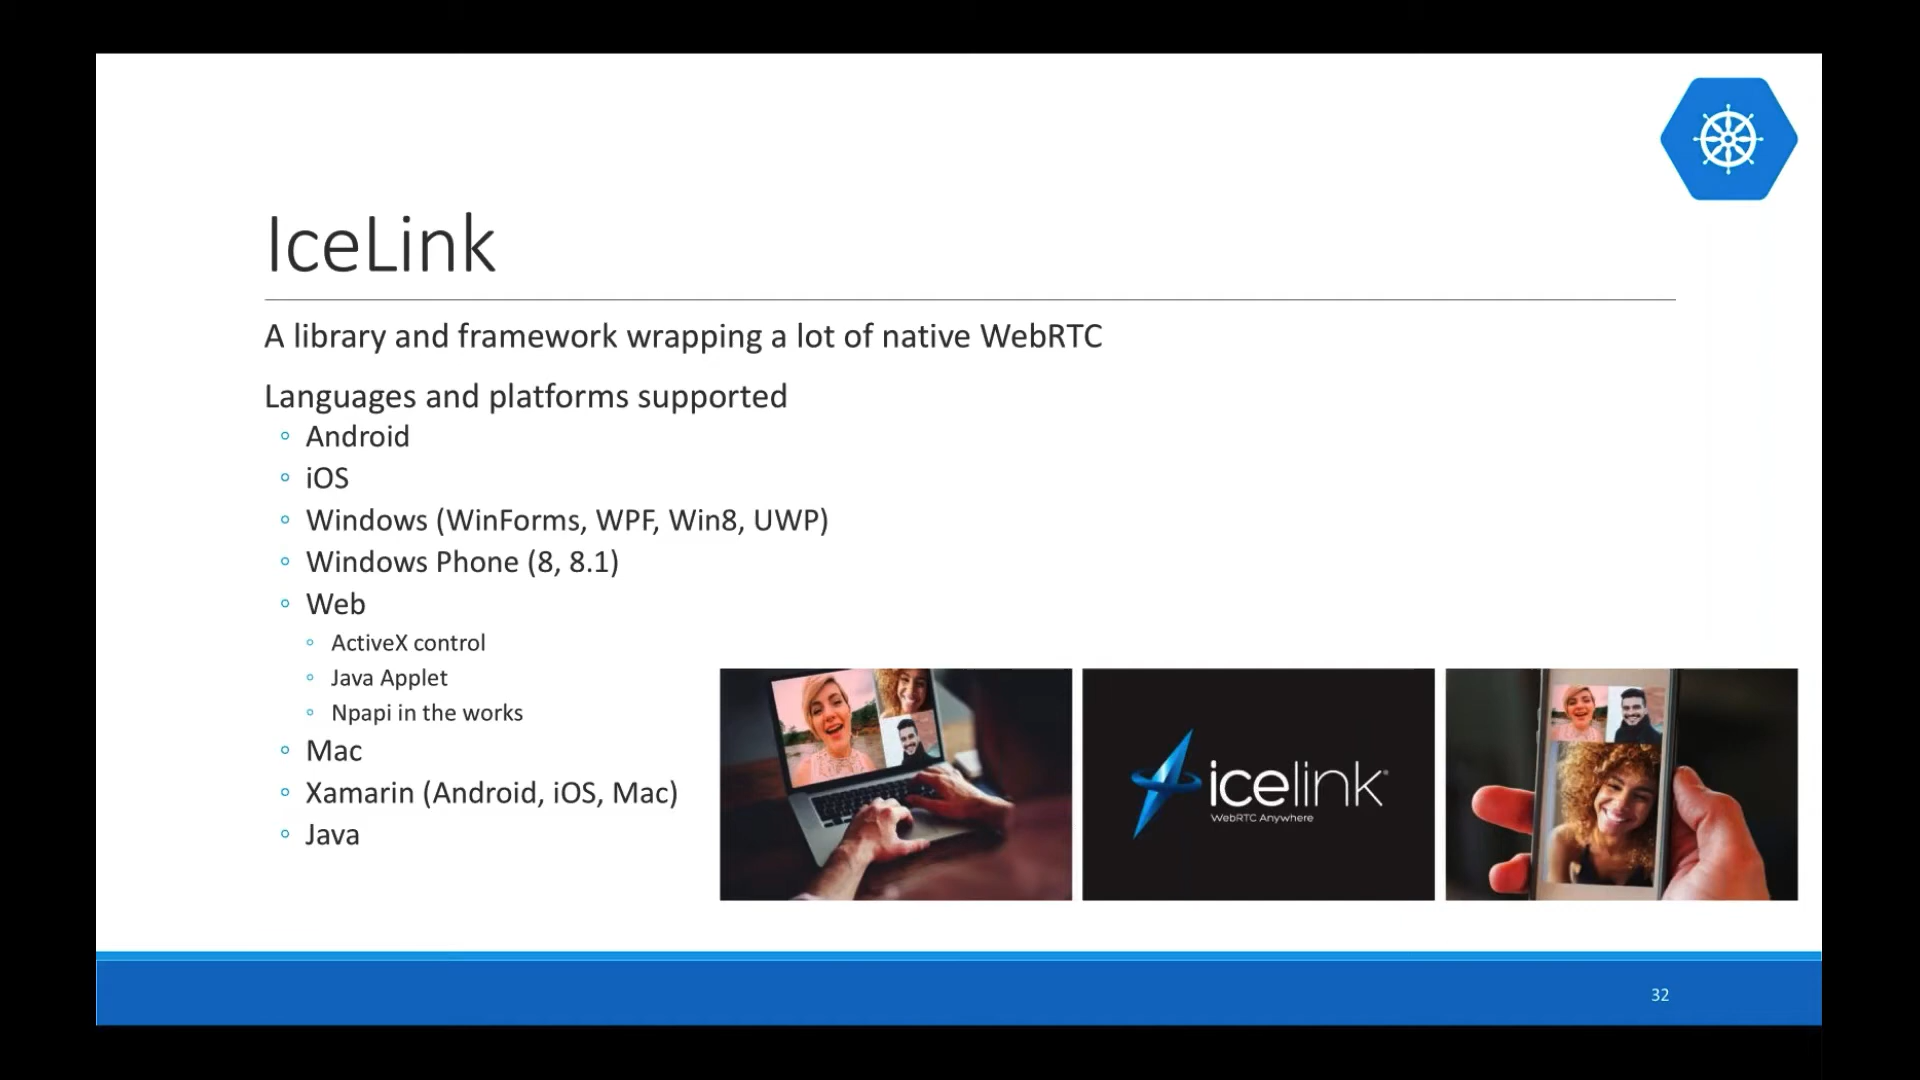 IceLink
A library and framework wrapping a lot of native WebRTC
Languages and platforms supported
Android
iOS
Windows (WinForms, WPF, Win8, UWP)
Windows Phone (8, 8.1)
Web
ActiveX control
Java Applet
Npapi in the works
Mac
Xamarin (Android, iOS, Mac)
Java
icelink
WebRTC Anywhere
32